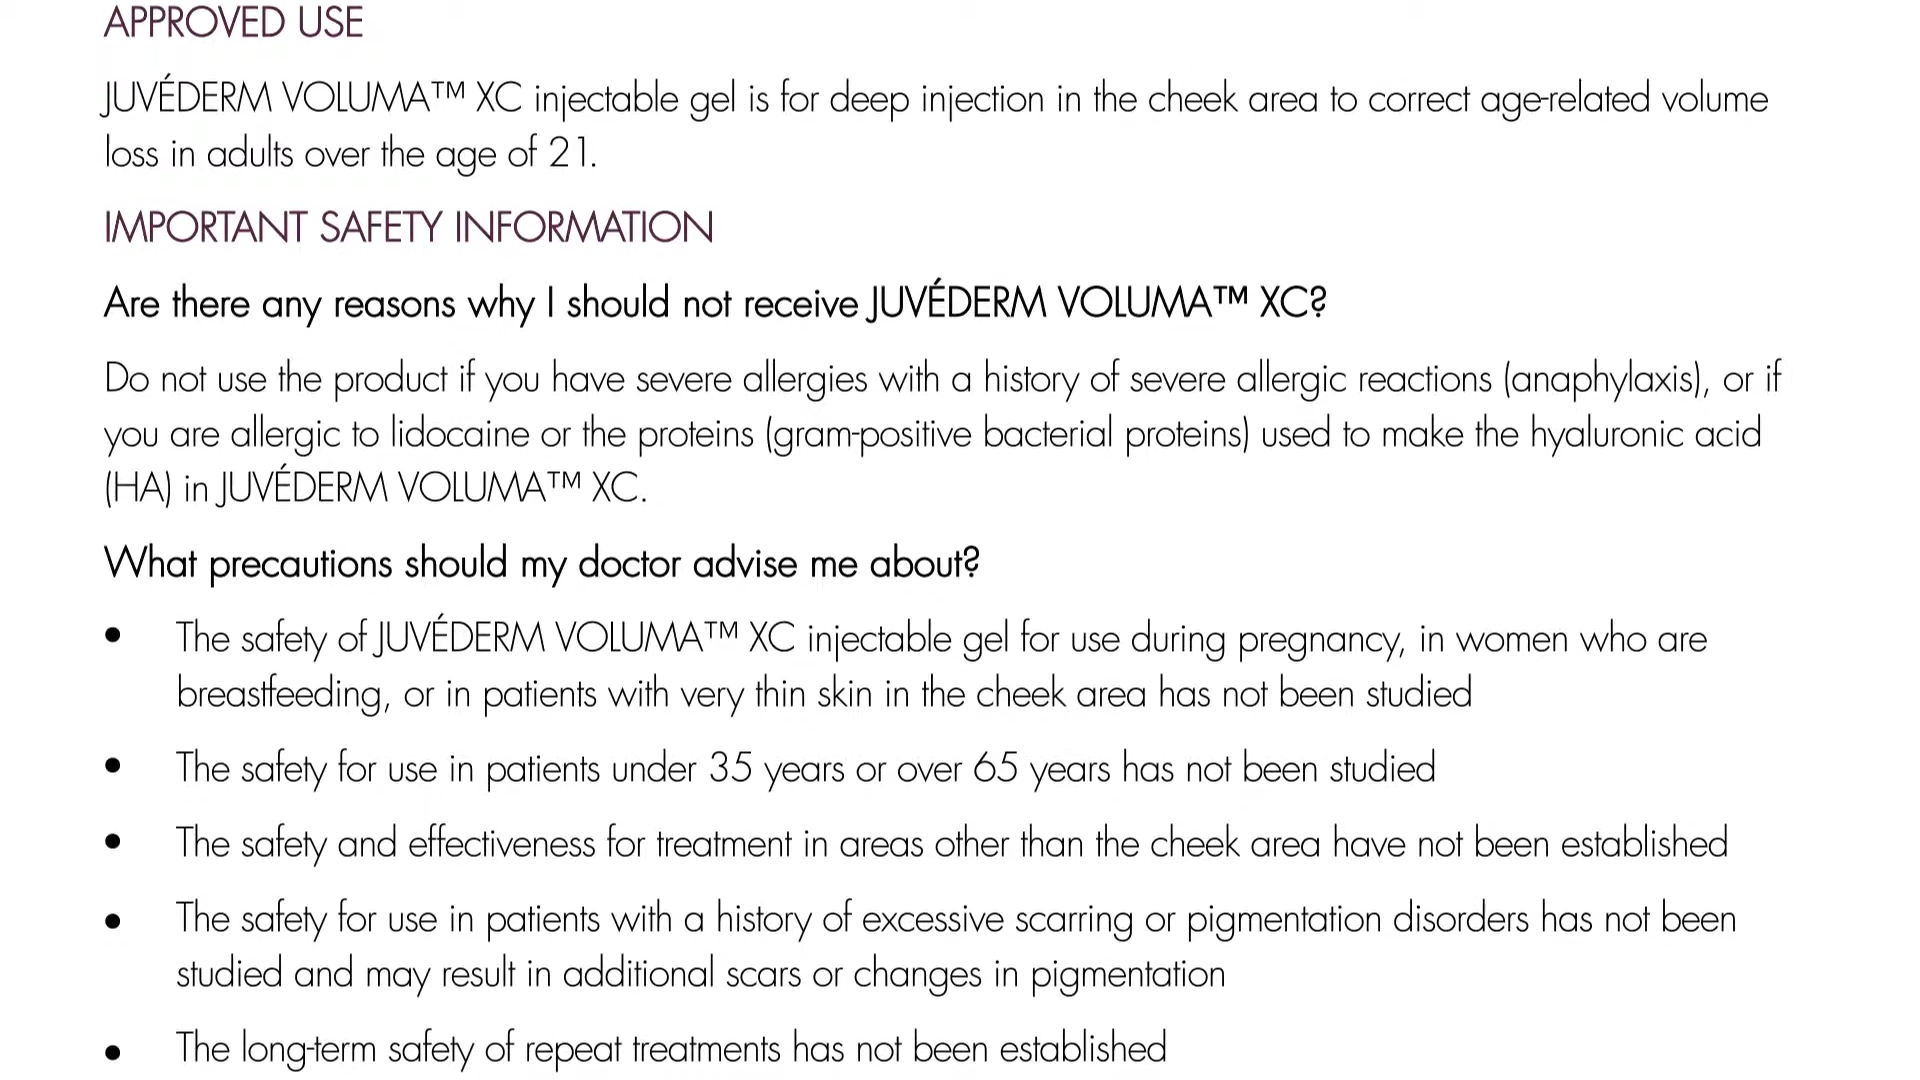 APPROVED USE
JUVÉDERM VOLUMA™ XC injectable gel is for deep injection in the cheek area to correct age-related volume
loss in adults over the age of 21.
IMPORTANT SAFETY INFORMATION
Are there any reasons why I should not receive JUVÉDERM VOLUMA™ XC?
Do not use the product if you have severe allergies with a history of severe allergic reactions (anaphylaxis), or if
you are allergic to lidocaine or the proteins (gram-positive bacterial proteins) used to make the hyaluronic acid
(HA) in JUVÉDERM VOLUMA™ XC.
What precautions should my doctor advise me about?
• The safety of JUVÉDERM VOLUMA™ XC injectable gel for use during pregnancy, in women who are
breastfeeding, or in patients with very thin skin in the cheek area has not been studied
• The safety for use in patients under 35 years or over 65 years has not been studied
• The safety and effectiveness for treatment in areas other than the cheek area have not been established
• The safety for use in patients with a history of excessive scarring or pigmentation disorders has not been
studied and may result in additional scars or changes in pigmentation
• The long-term safety of repeat treatments has not been established